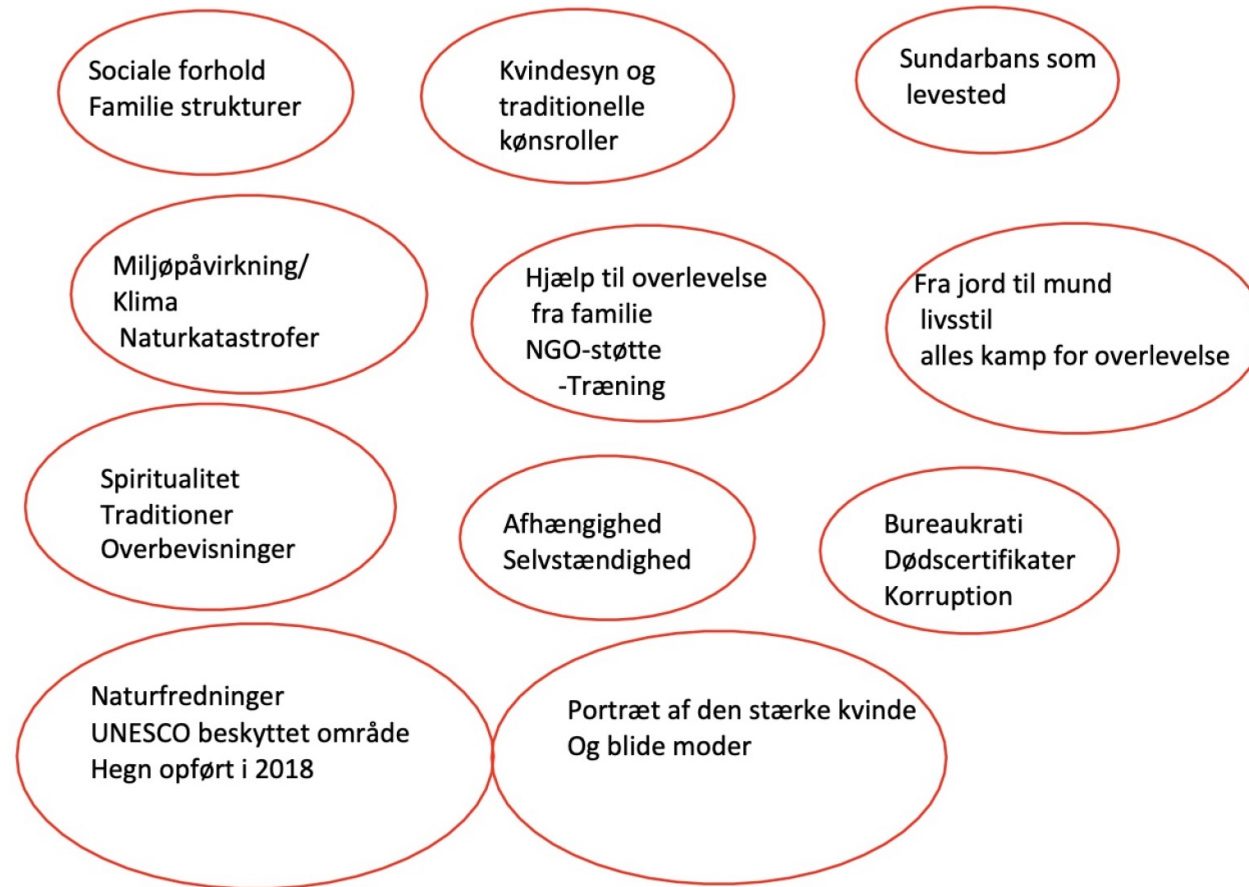 Sociale forhold
Familie strukturer
Kvindesyn og
traditionelle
kønsroller
Sundarbans som
levested
Miljøpåvirkning/
Klima
Naturkatastrofer
Hjælp til overlevelse
fra familie
NGO-støtte
-Træning
Fra jord til mund
livsstil
alles kamp for overlevelse
Spiritualitet
Traditioner
Overbevisninger
Afhængighed
Selvstændighed
Bureaukrati
Dødscertifikater
Korruption
Naturfredninger
UNESCO beskyttet område
Hegn opført i 2018
Portræt af den stærke kvinde
Og blide moder